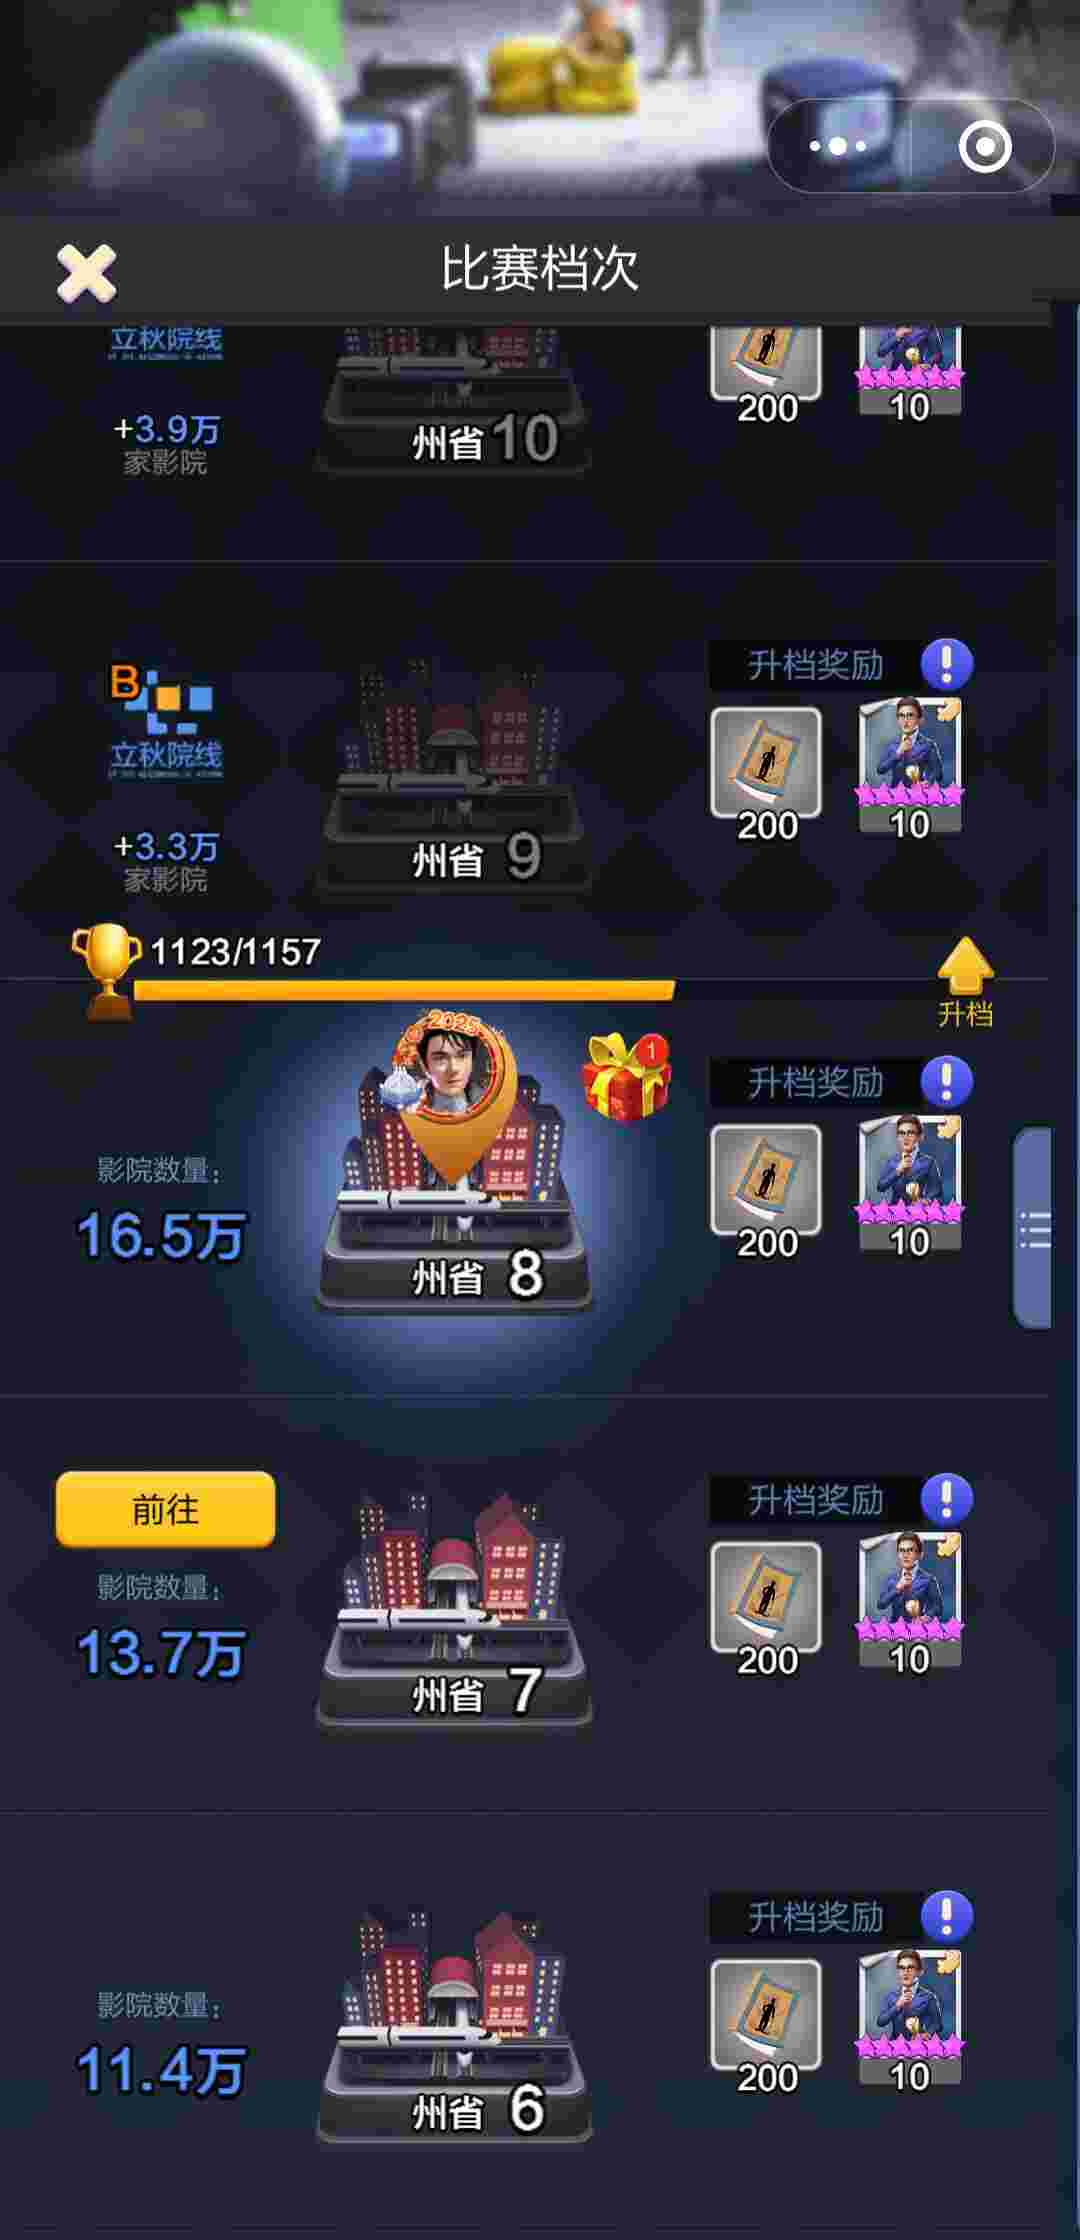 比赛档次
立秋院线
+3.9万
家影院
州省10
200
10
升档奖励
B
立秋院线
+3.3万
家影院
州省 9
200
10
1123/1157
升档
2025
1
升档奖励
影院数量:
16.5万
州省 8
200
10
升档奖励
前往
影院数量:
13.7万
州省 7
200
10
升档奖励
影院数量:
11.4万
州省 6
200
10